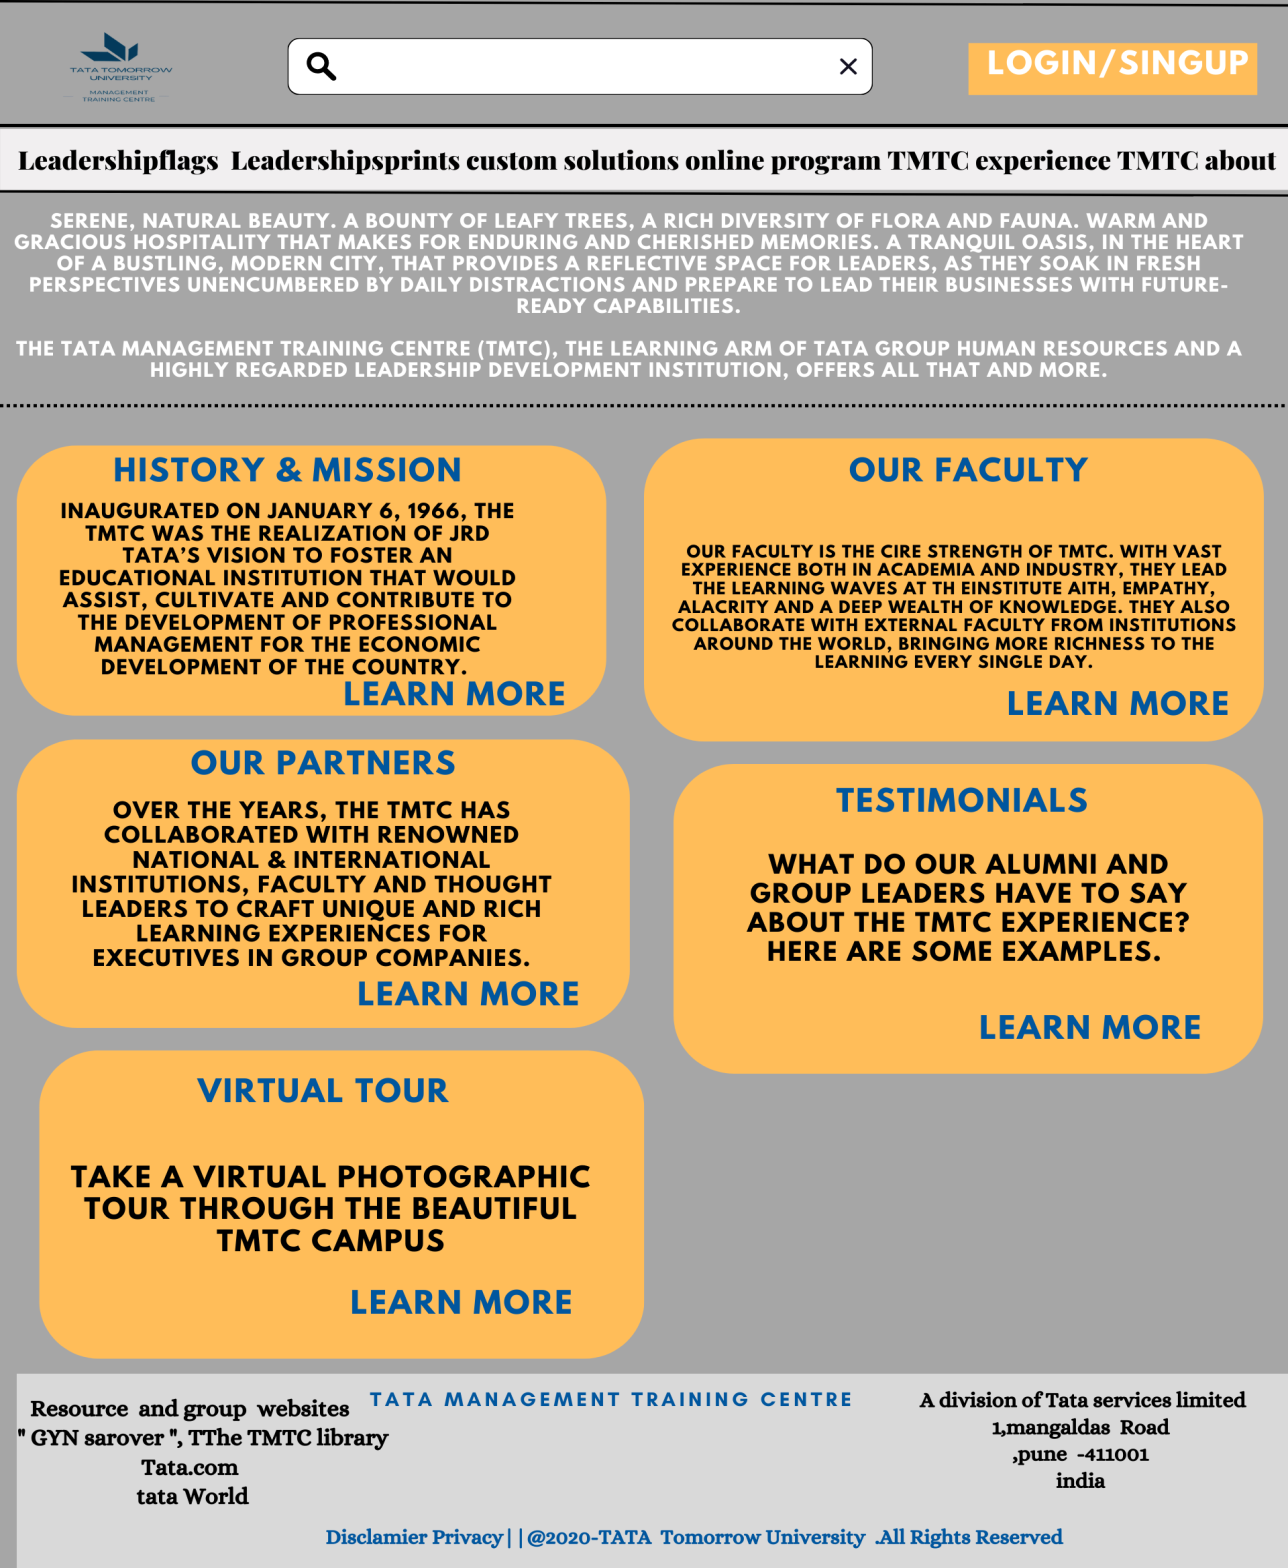 TATA TOMORROW
UNIVERSITY
MANAGEMENT
TRAINING CENTRE
LOGIN/SINGUP
Leadershipflags Leadershipsprints custom solutions online program TMTC experience TMTC about
SERENE, NATURAL BEAUTY. A BOUNTY OF LEAFY TREES, A RICH DIVERSITY OF FLORA AND FAUNA. WARM AND
GRACIOUS HOSPITALITY THAT MAKES FOR ENDURING AND CHERISHED MEMORIES. A TRANQUIL OASIS, IN THE HEART
OF A BUSTLING, MODERN CITY, THAT PROVIDES A REFLECTIVE SPACE FOR LEADERS, AS THEY SOAK IN FRESH
PERSPECTIVES UNENCUMBERED BY DAILY DISTRACTIONS AND PREPARE TO LEAD THEIR BUSINESSES WITH FUTURE-
READY CAPABILITIES.
THE TATA MANAGEMENT TRAINING CENTRE (TMTC), THE LEARNING ARM OF TATA GROUP HUMAN RESOURCES AND A
HIGHLY REGARDED LEADERSHIP DEVELOPMENT INSTITUTION, OFFERS ALL THAT AND MORE.
HISTORY & MISSION
INAUGURATED ON JANUARY 6, 1966, THE
TMTC WAS THE REALIZATION OF JRD
TATA’S VISION TO FOSTER AN
EDUCATIONAL INSTITUTION THAT WOULD
ASSIST, CULTIVATE AND CONTRIBUTE TO
THE DEVELOPMENT OF PROFESSIONAL
MANAGEMENT FOR THE ECONOMIC
DEVELOPMENT OF THE COUNTRY.
LEARN MORE
OUR FACULTY
OUR FACULTY IS THE CIRE STRENGTH OF TMTC. WITH VAST
EXPERIENCE BOTH IN ACADEMIA AND INDUSTRY, THEY LEAD
THE LEARNING WAVES AT TH EINSTITUTE AITH, EMPATHY,
ALACRITY AND A DEEP WEALTH OF KNOWLEDGE. THEY ALSO
COLLABORATE WITH EXTERNAL FACULTY FROM INSTITUTIONS
AROUND THE WORLD, BRINGING MORE RICHNESS TO THE
LEARNING EVERY SINGLE DAY.
LEARN MORE
OUR PARTNERS
OVER THE YEARS, THE TMTC HAS
COLLABORATED WITH RENOWNED
NATIONAL & INTERNATIONAL
INSTITUTIONS, FACULTY AND THOUGHT
LEADERS TO CRAFT UNIQUE AND RICH
LEARNING EXPERIENCES FOR
EXECUTIVES IN GROUP COMPANIES.
LEARN MORE
TESTIMONIALS
WHAT DO OUR ALUMNI AND
GROUP LEADERS HAVE TO SAY
ABOUT THE TMTC EXPERIENCE?
HERE ARE SOME EXAMPLES.
LEARN MORE
VIRTUAL TOUR
TAKE A VIRTUAL PHOTOGRAPHIC
TOUR THROUGH THE BEAUTIFUL
TMTC CAMPUS
LEARN MORE
Resource and group websites
" GYN sarover ", TThe TMTC library
Tata.com
tata World
TATA MANAGEMENT TRAINING CENTRE
A division of Tata services limited
1,mangaldas Road
,pune -411001
india
Disclamier Privacy||@2020-TATA Tomorrow University .All Rights Reserved